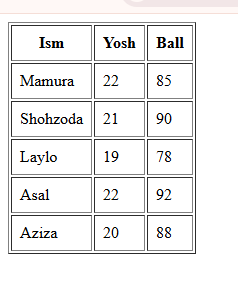 Ism Yosh Ball
Mamura 22 85
Shohzoda 21 90
Laylo 19 78
Asal 22 92
Aziza 20 88